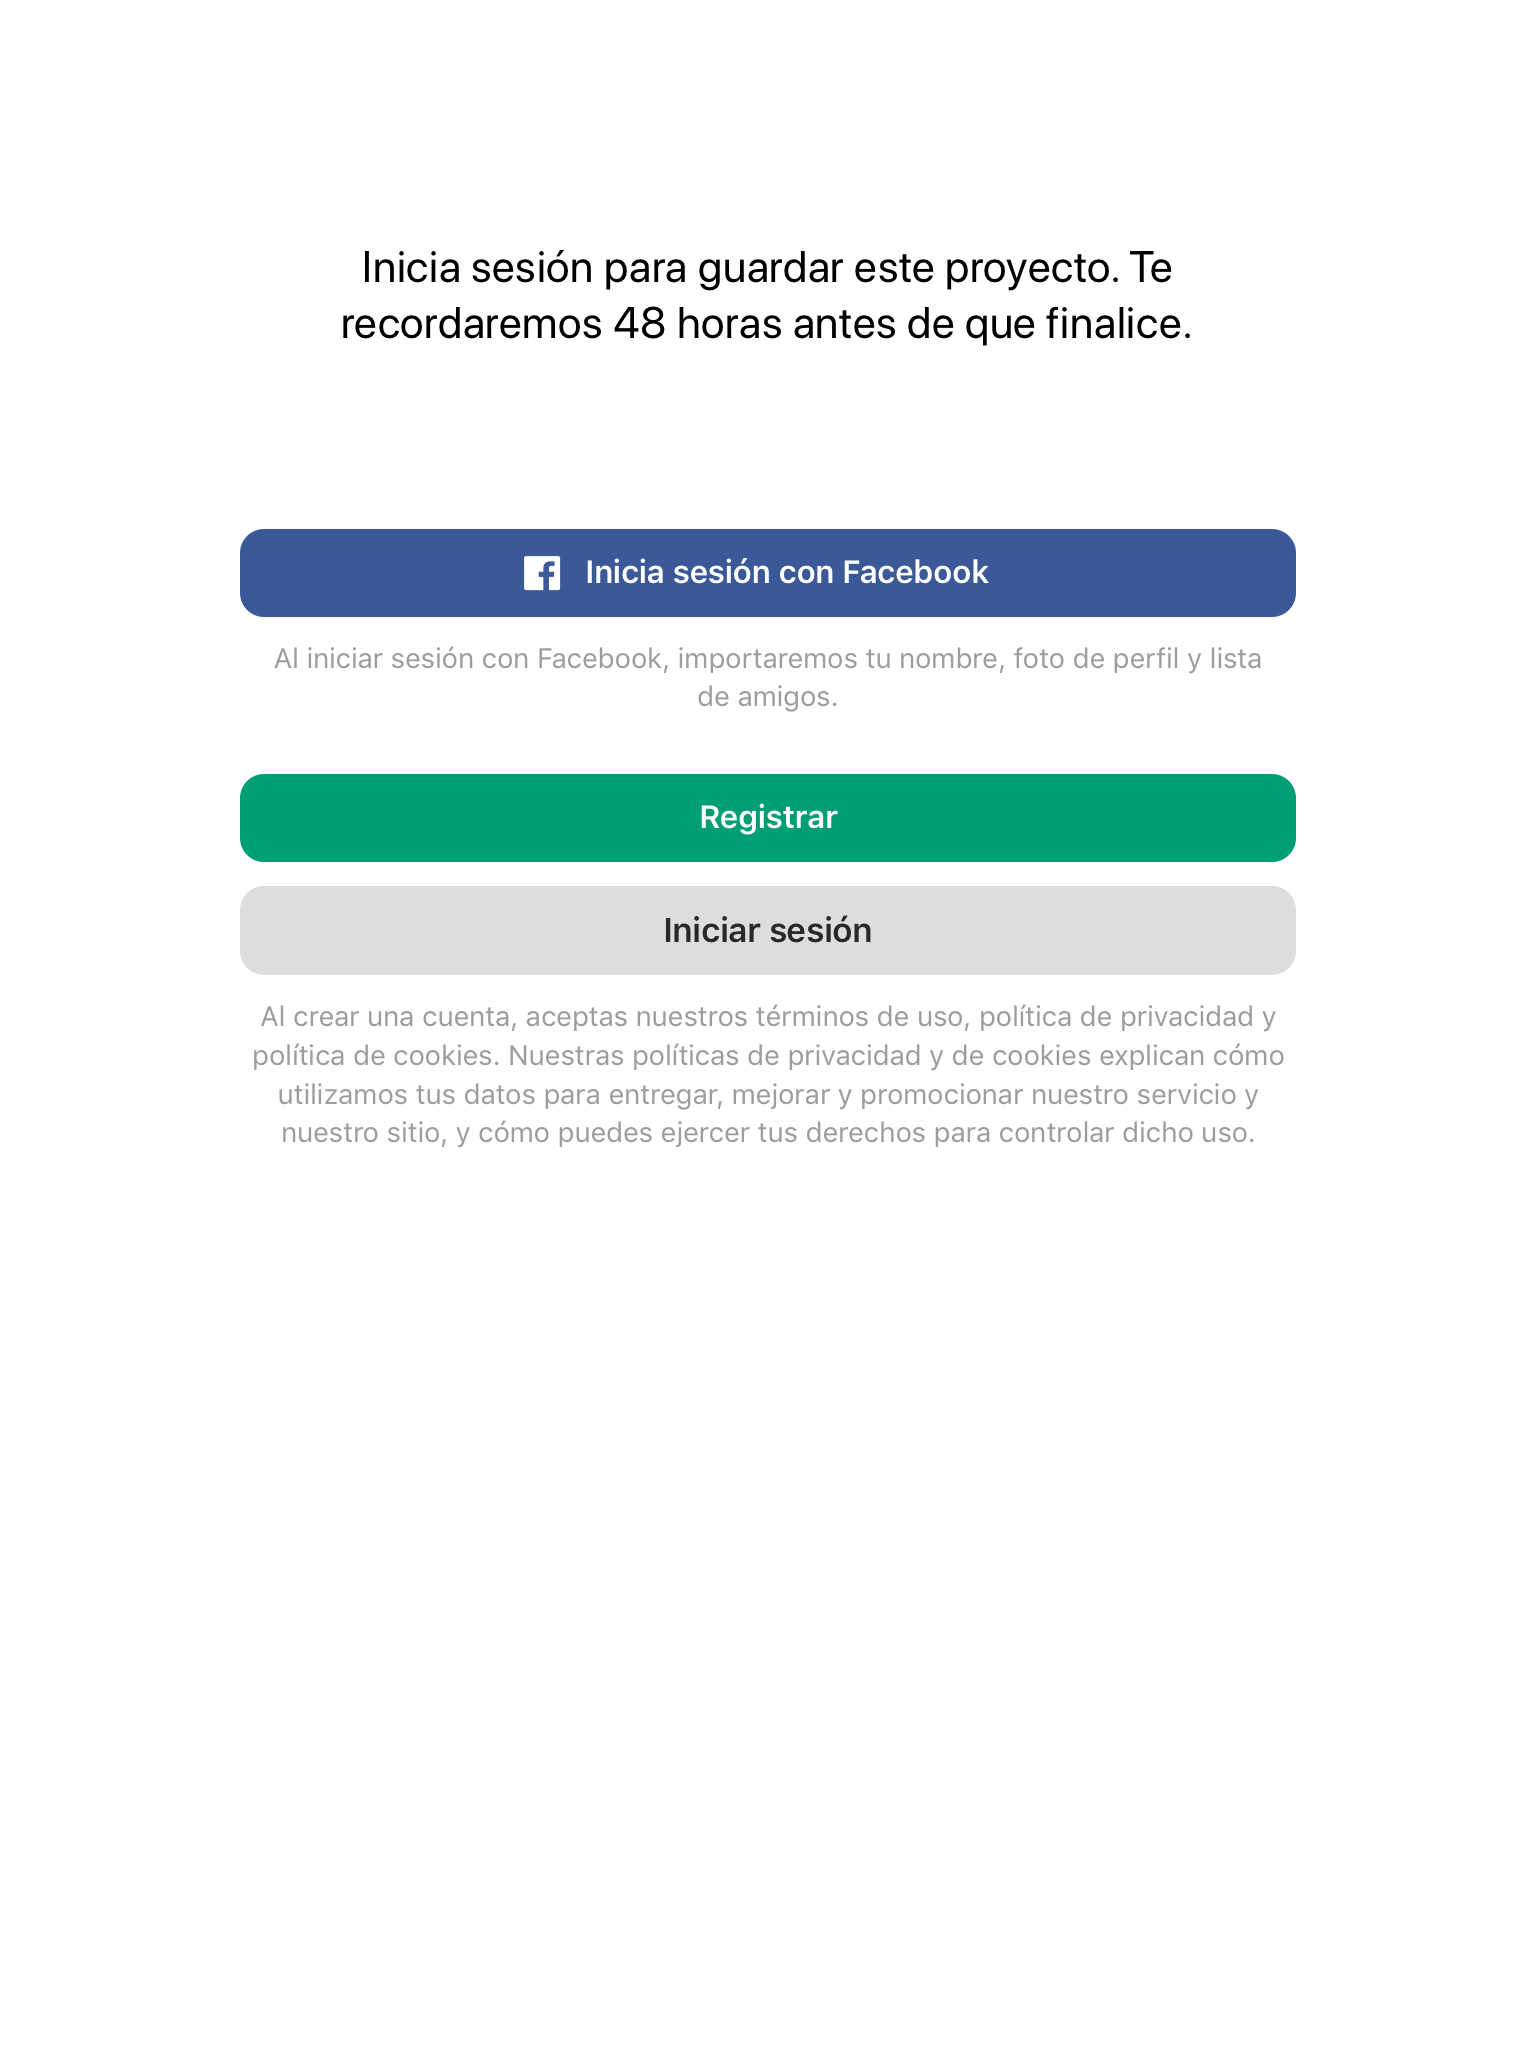 Inicia sesión para guardar este proyecto. Te
recordaremos 48 horas antes de que finalice.
Inicia sesión con Facebook
Al iniciar sesión con Facebook, importaremos tu nombre, foto de perfil y lista
de amigos.
Registrar
Iniciar sesión
Al crear una cuenta, aceptas nuestros términos de uso, política de privacidad y
política de cookies. Nuestras políticas de privacidad y de cookies explican cómo
utilizamos tus datos para entregar, mejorar y promocionar nuestro servicio y
nuestro sitio, y cómo puedes ejercer tus derechos para controlar dicho uso.